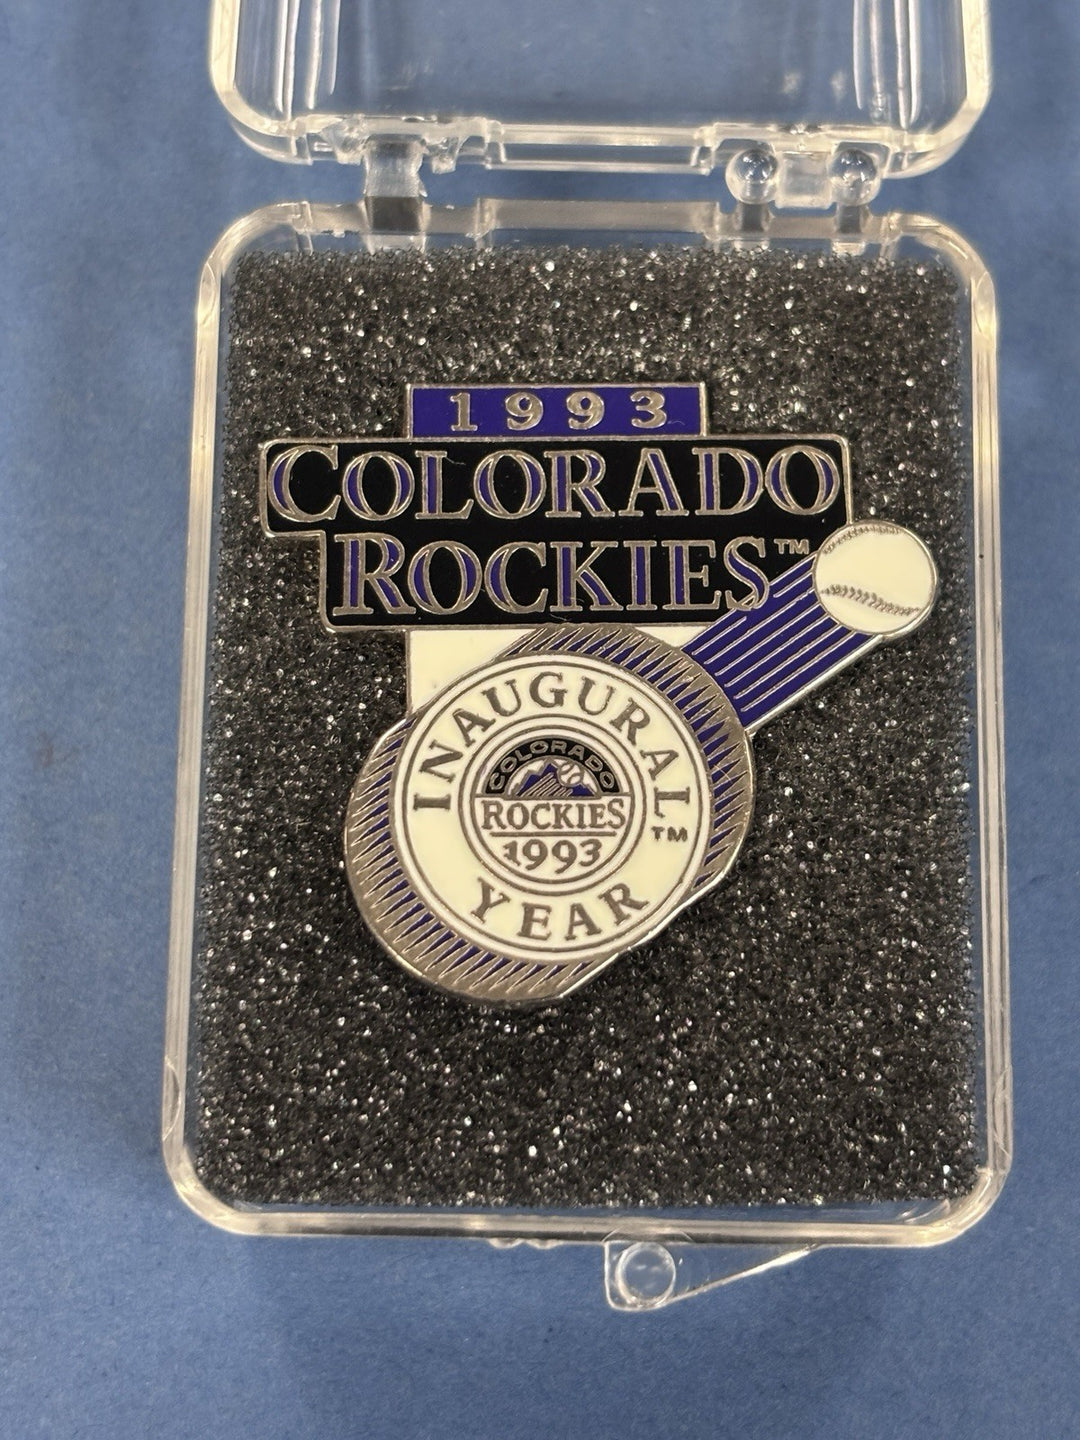 1993
COLORADO
ROCKIES™
INAUGURAL™
COLORADO
ROCKIES
1993
YEAR